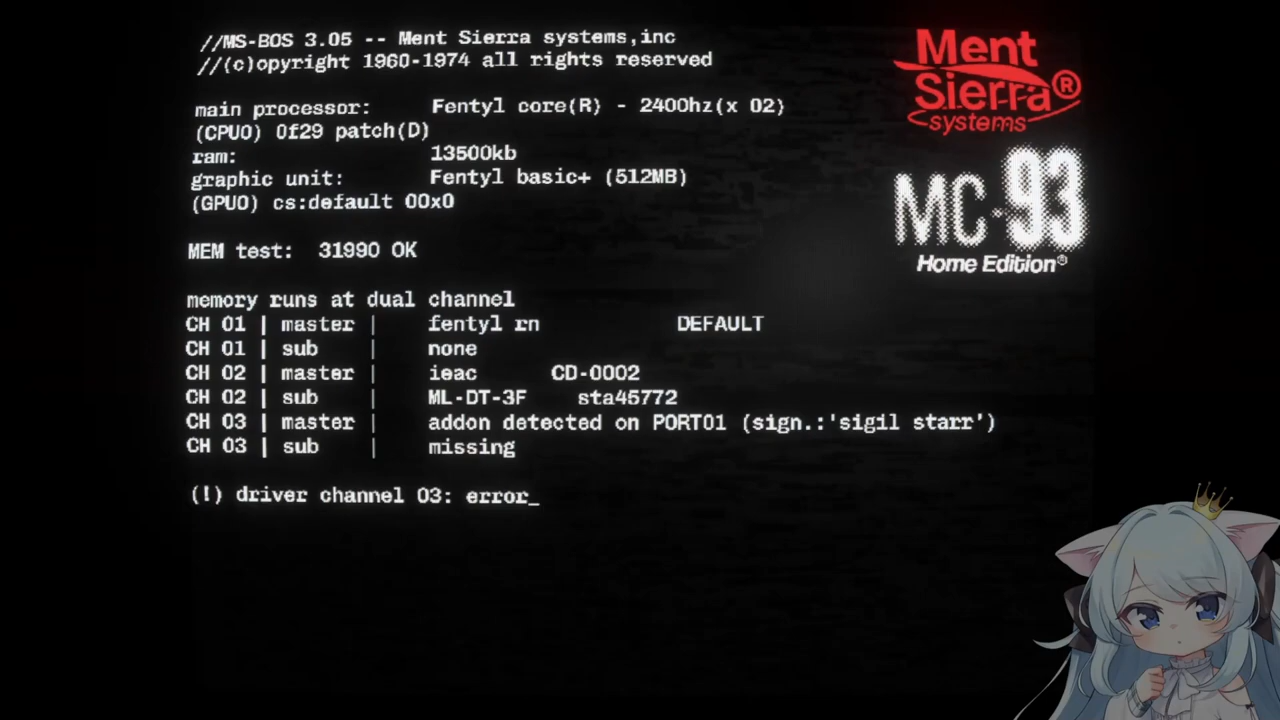 //MS-BOS 3.05 -- Ment Sierra systems,inc
//(c)opyright 1960-1974 all rights reserved
main processor: Fentyl core(R) - 2400hz(x 02)
(CPU0) 0f29 patch(D)
ram: 13500kb
graphic unit: Fentyl basic+ (512MB)
(GPU0) cs:default 00x0
MEM test: 31990 OK
memory runs at dual channel
CH 01 | master | fentyl rn DEFAULT
CH 01 | sub | none
CH 02 | master | ieac CD-0002
CH 02 | sub | ML-DT-3F sta45772
CH 03 | master | addon detected on PORT01 (sign.:'sigil starr')
CH 03 | sub | missing
(!) driver channel 03: error_
Ment
Sierra®
systems
MC-93
Home Edition®